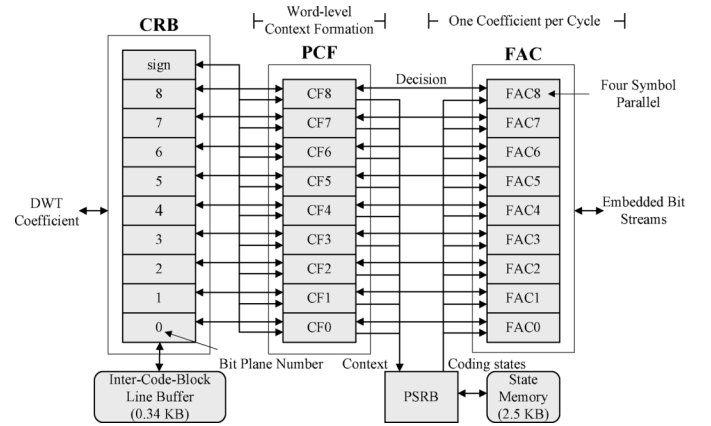 Word-level
Context Formation
One Coefficient per Cycle
CRB
PCF
FAC
sign
8
7
6
5
4
3
2
1
0
CF8
CF7
CF6
CF5
CF4
CF3
CF2
CF1
CF0
Decision
FAC8
FAC7
FAC6
FAC5
FAC4
FAC3
FAC2
FAC1
FAC0
Four Symbol
Parallel
DWT
Coefficient
Embedded Bit
Streams
Bit Plane Number
Context
Coding states
Inter-Code-Block
Line Buffer
(0.34 KB)
PSRB
State
Memory
(2.5 KB)